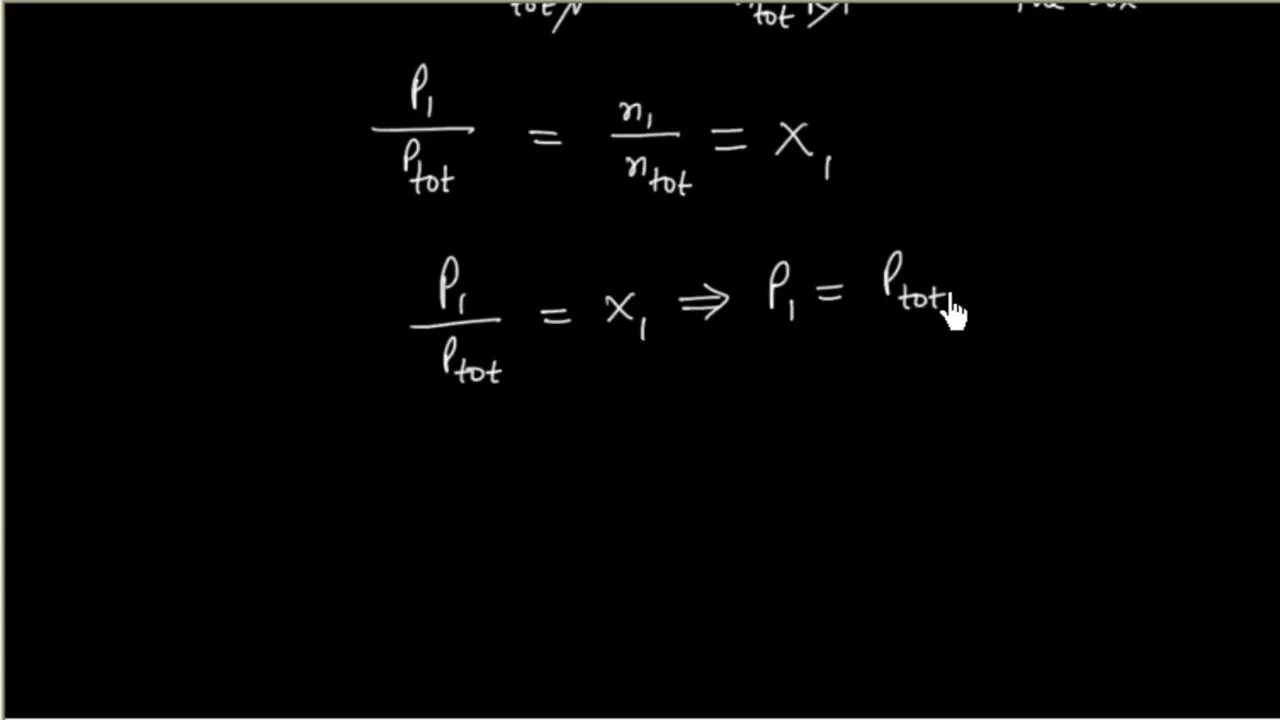 P₁/Pₜₒₜ = n₁/nₜₒₜ = X₁
P₁/Pₜₒₜ = X₁ ⇒ P₁ = Pₜₒₜ